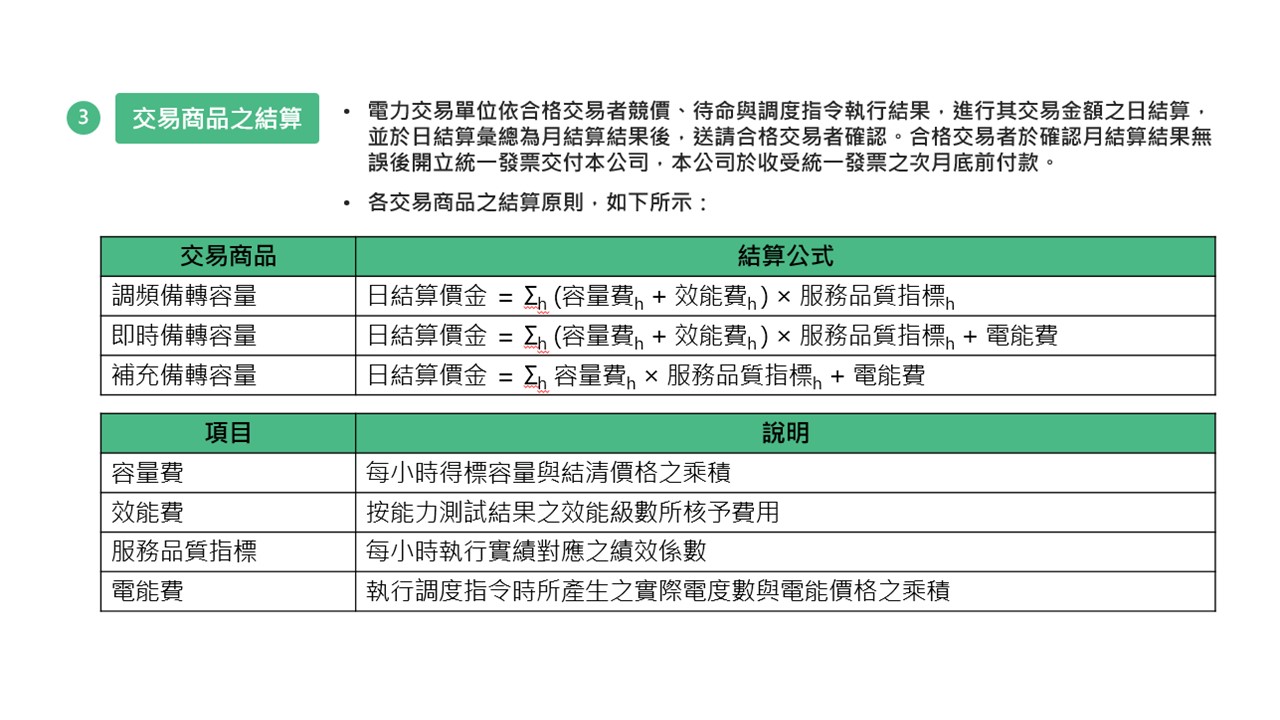 3
交易商品之結算
• 電力交易單位依合格交易者競價、待命與調度指令執行結果，進行其交易金額之日結算，
並於日結算彙總為月結算結果後，送請合格交易者確認。合格交易者於確認月結算結果無
誤後開立統一發票交付本公司，本公司於收受統一發票之次月底前付款。
• 各交易商品之結算原則，如下所示：
交易商品 結算公式
調頻備轉容量 日結算價金 = Σh (容量費h + 效能費h) × 服務品質指標h
即時備轉容量 日結算價金 = Σh (容量費h + 效能費h) × 服務品質指標h + 電能費
補充備轉容量 日結算價金 = Σh 容量費h × 服務品質指標h + 電能費
項目 說明
容量費 每小時得標容量與結清價格之乘積
效能費 按能力測試結果之效能級數所核予費用
服務品質指標 每小時執行實績對應之績效係數
電能費 執行調度指令時所產生之實際電度數與電能價格之乘積